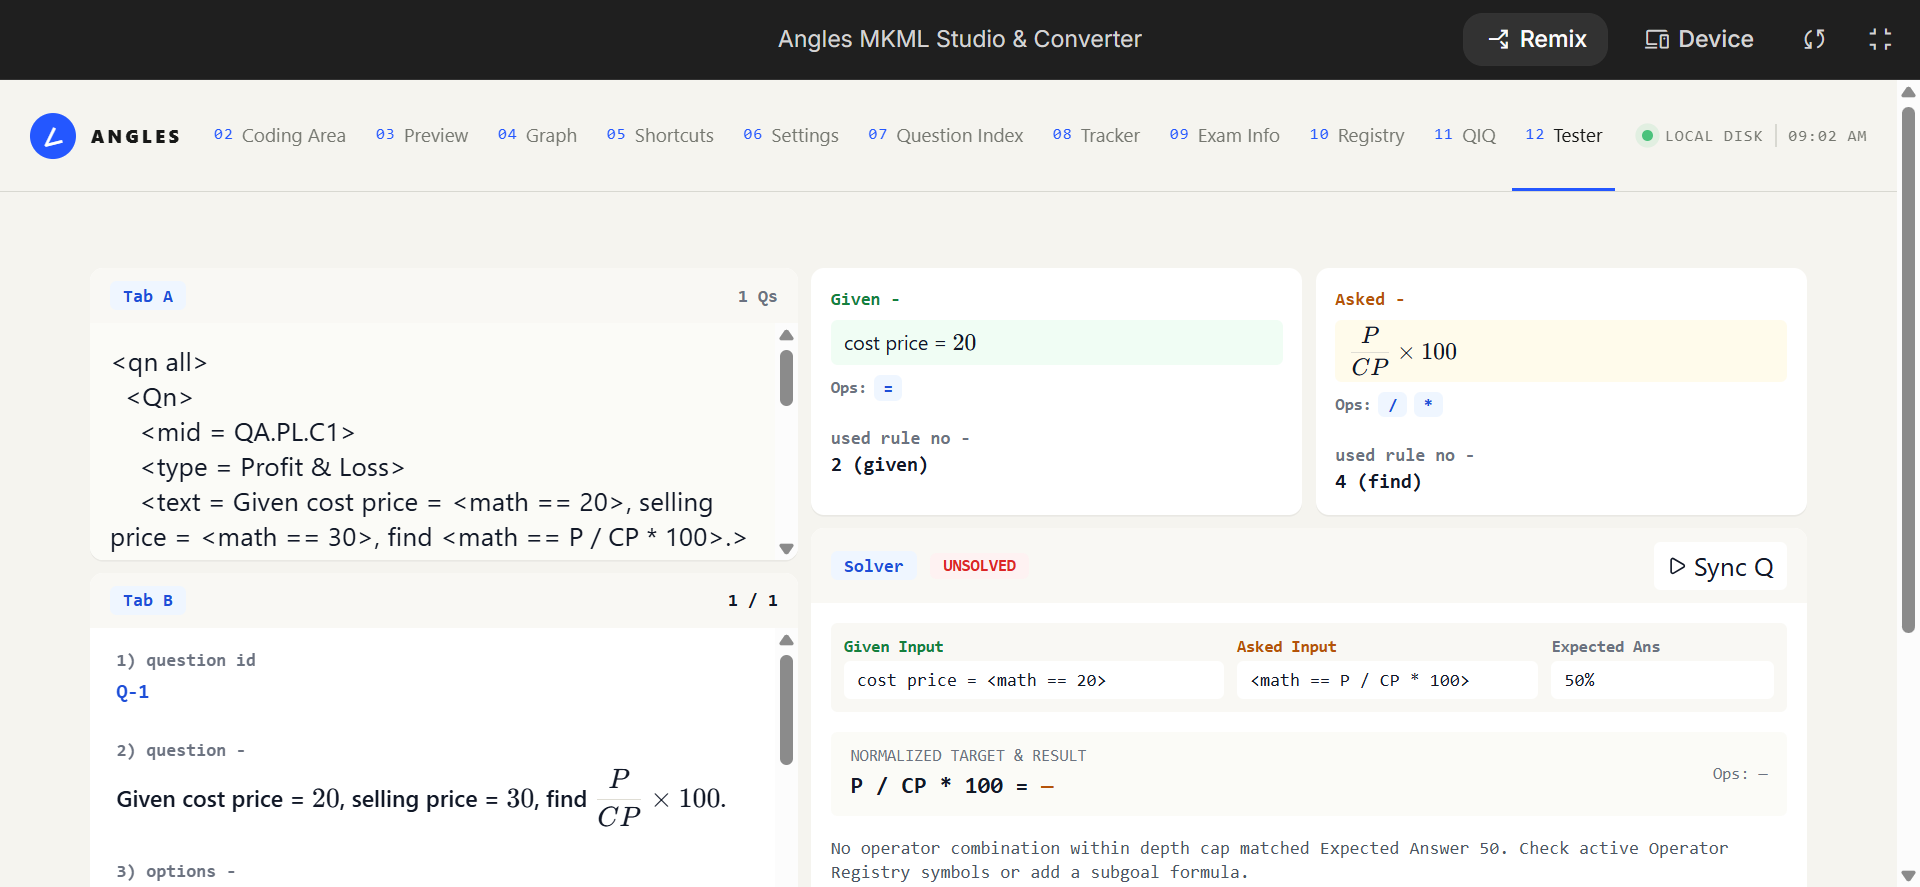 Angles MKML Studio & Converter
Remix
Device
ANGLES
02 Coding Area
03 Preview
04 Graph
05 Shortcuts
06 Settings
07 Question Index
08 Tracker
09 Exam Info
10 Registry
11 QIQ
12 Tester
LOCAL DISK
09:02 AM
Tab A
1 Qs
<qn all>
<Qn>
<mid = QA.PL.C1>
<type = Profit & Loss>
<text = Given cost price = <math == 20>, selling
price = <math == 30>, find <math == P / CP * 100>.>
Tab B
1 / 1
1) question id
Q-1
2) question -
Given cost price = 20, selling price = 30, find P/CP × 100.
3) options -
Given -
cost price = 20
Ops: =
used rule no -
2 (given)
Asked -
P/CP × 100
Ops: / *
used rule no -
4 (find)
Solver
UNSOLVED
Sync Q
Given Input
cost price = <math == 20>
Asked Input
<math == P / CP * 100>
Expected Ans
50%
NORMALIZED TARGET & RESULT
P / CP * 100 = —
Ops: —
No operator combination within depth cap matched Expected Answer 50. Check active Operator
Registry symbols or add a subgoal formula.